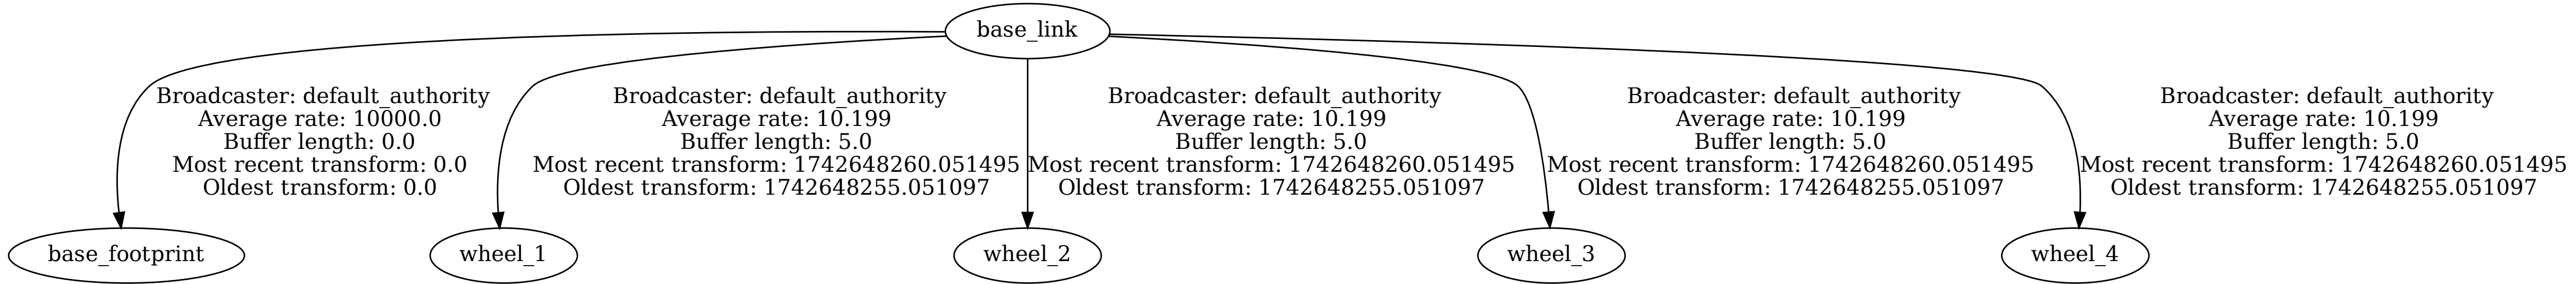 base_link
Broadcaster: default_authority
Average rate: 10000.0
Buffer length: 0.0
Most recent transform: 0.0
Oldest transform: 0.0
Broadcaster: default_authority
Average rate: 10.199
Buffer length: 5.0
Most recent transform: 1742648260.051495
Oldest transform: 1742648255.051097
Broadcaster: default_authority
Average rate: 10.199
Buffer length: 5.0
Most recent transform: 1742648260.051495
Oldest transform: 1742648255.051097
Broadcaster: default_authority
Average rate: 10.199
Buffer length: 5.0
Most recent transform: 1742648260.051495
Oldest transform: 1742648255.051097
Broadcaster: default_authority
Average rate: 10.199
Buffer length: 5.0
Most recent transform: 1742648260.051495
Oldest transform: 1742648255.051097
base_footprint
wheel_1
wheel_2
wheel_3
wheel_4